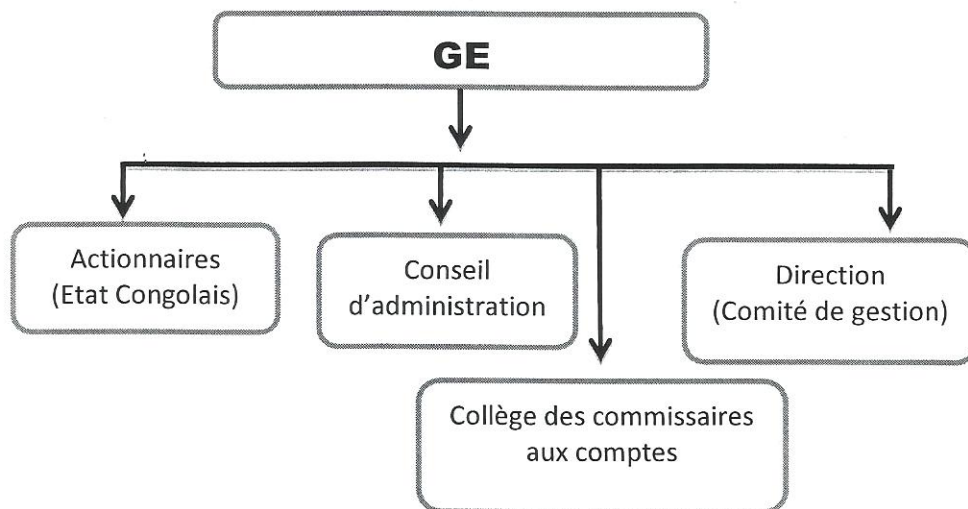 GE
Actionnaires
(Etat Congolais)
Conseil
d’administration
Direction
(Comité de gestion)
Collège des commissaires
aux comptes